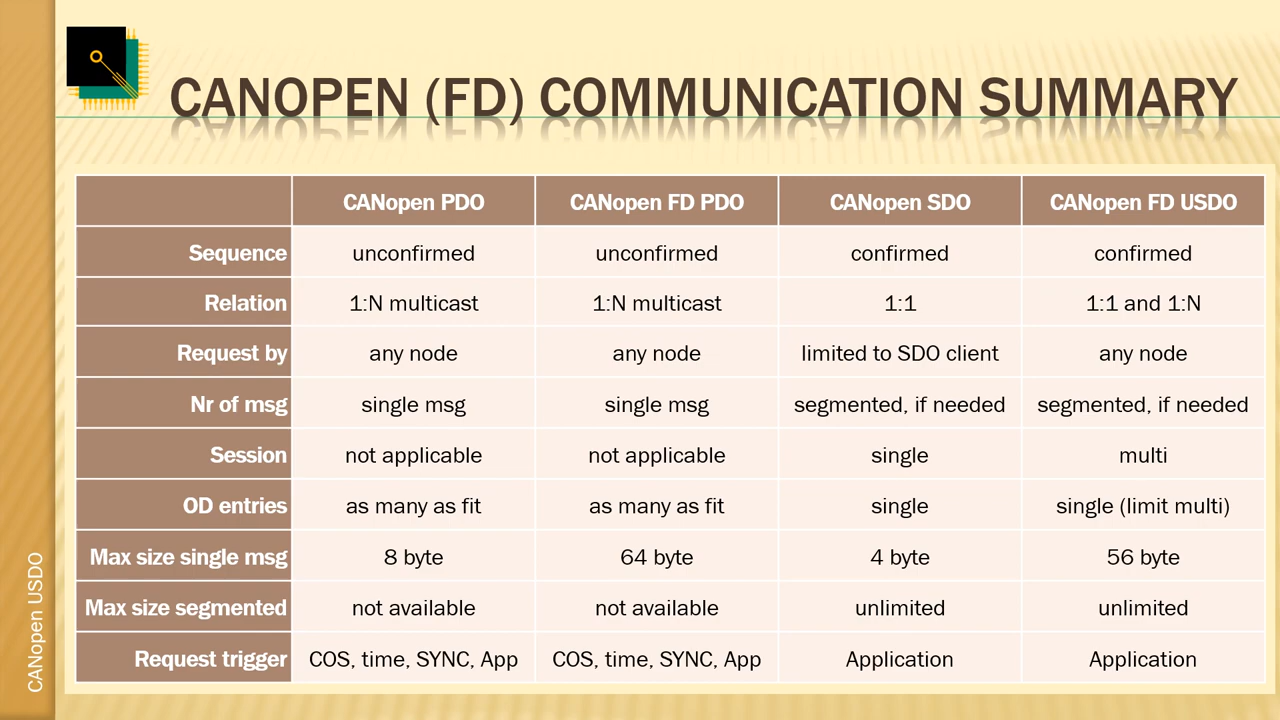 CANOPEN (FD) COMMUNICATION SUMMARY
CANopen PDO CANopen FD PDO CANopen SDO CANopen FD USDO
Sequence unconfirmed unconfirmed confirmed confirmed
Relation 1:N multicast 1:N multicast 1:1 1:1 and 1:N
Request by any node any node limited to SDO client any node
Nr of msg single msg single msg segmented, if needed segmented, if needed
Session not applicable not applicable single multi
OD entries as many as fit as many as fit single single (limit multi)
Max size single msg 8 byte 64 byte 4 byte 56 byte
Max size segmented not available not available unlimited unlimited
Request trigger COS, time, SYNC, App COS, time, SYNC, App Application Application
CANopen USDO